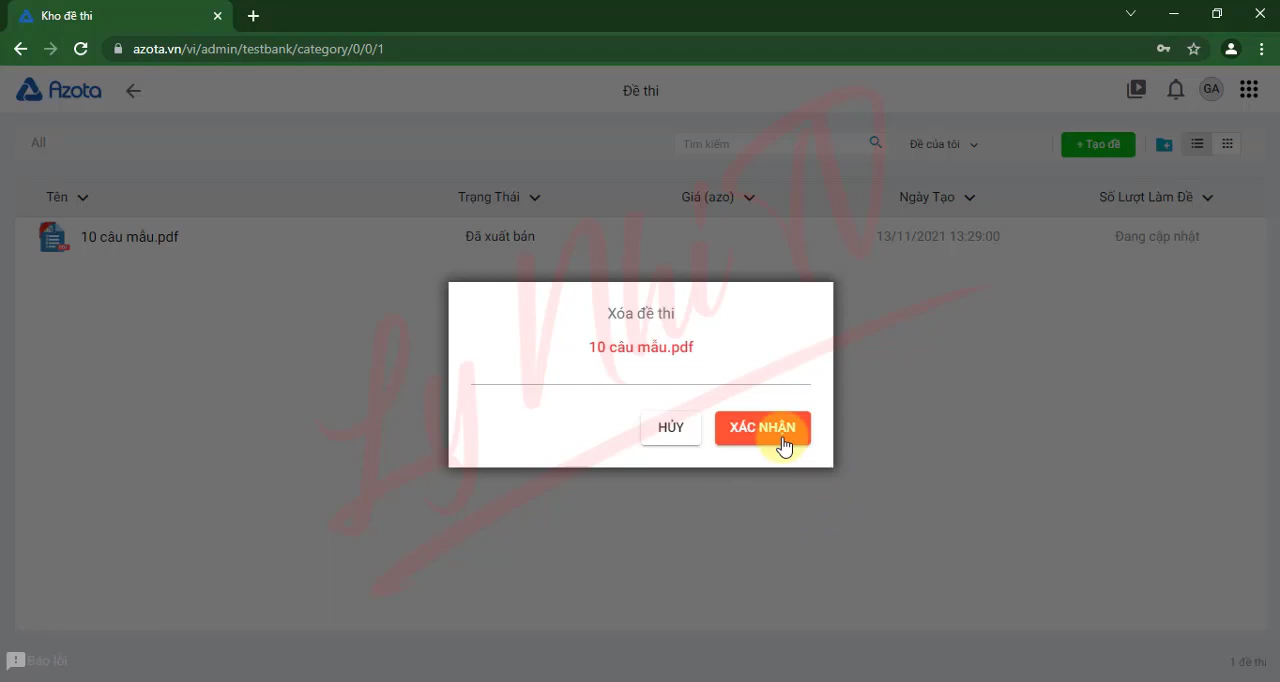 Kho đề thi
azota.vn/vi/admin/testbank/category/0/0/1
Azota
Đề thi
GA
All
Tìm kiếm
Đề của tôi
+ Tạo đề
Tên
Trạng Thái
Giá (azo)
Ngày Tạo
Số Lượt Làm Đề
10 câu mẫu.pdf
Đã xuất bản
13/11/2021 13:29:00
Đang cập nhật
Xóa đề thi
10 câu mẫu.pdf
HỦY
XÁC NHẬN
Ly Nhi TV
Báo lỗi
1 đề thi